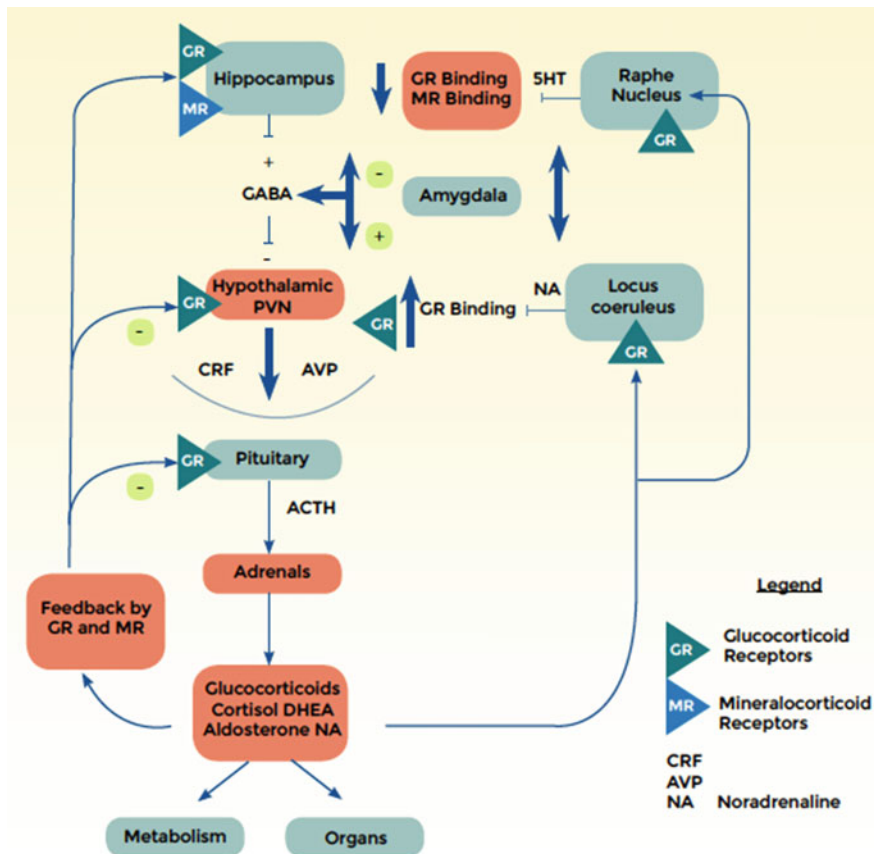 GR
Hippocampus
MR
GR Binding
MR Binding
5HT
Raphe
Nucleus
GR
+
GABA
-
Amygdala
+
-
Hypothalamic
PVN
GR
-
CRF
AVP
GR
GR Binding
NA
Locus
coeruleus
GR
GR
Pituitary
-
ACTH
Adrenals
Feedback by
GR and MR
Glucocorticoids
Cortisol DHEA
Aldosterone NA
Metabolism
Organs
Legend
GR
Glucocorticoid
Receptors
MR
Mineralocorticoid
Receptors
CRF
AVP
NA Noradrenaline